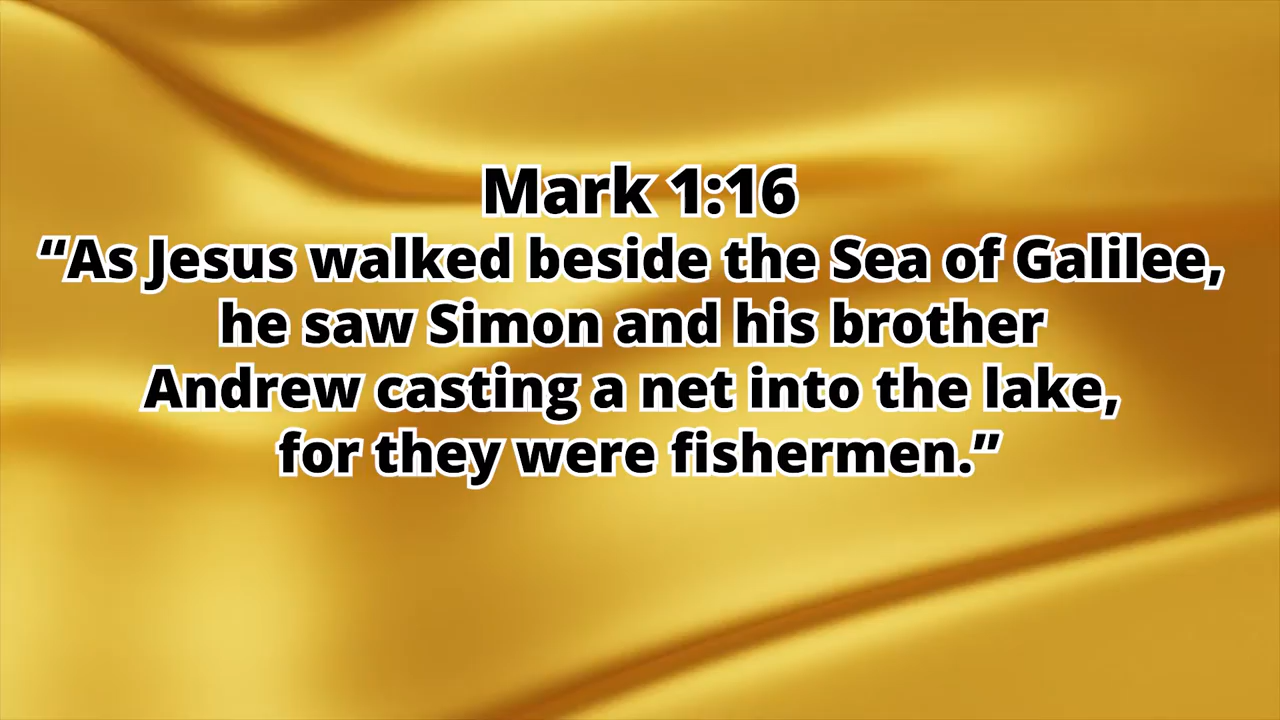 Mark 1:16
“As Jesus walked beside the Sea of Galilee,
he saw Simon and his brother
Andrew casting a net into the lake,
for they were fishermen.”